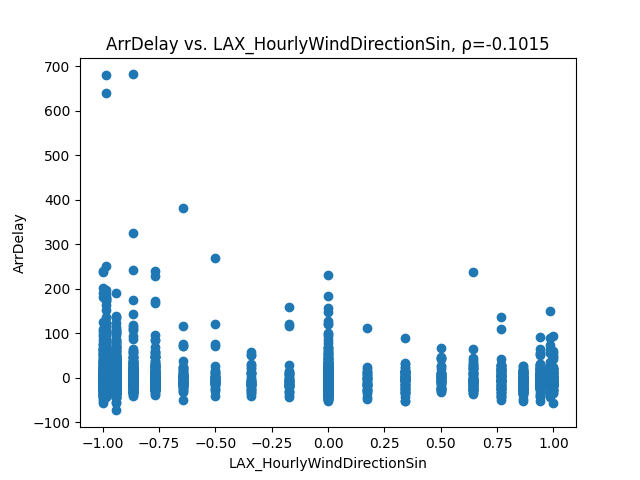 ArrDelay vs. LAX_HourlyWindDirectionSin, ρ=-0.1015
700
600
500
400
300
200
100
0
−100
ArrDelay
−1.00 −0.75 −0.50 −0.25 0.00 0.25 0.50 0.75 1.00
LAX_HourlyWindDirectionSin